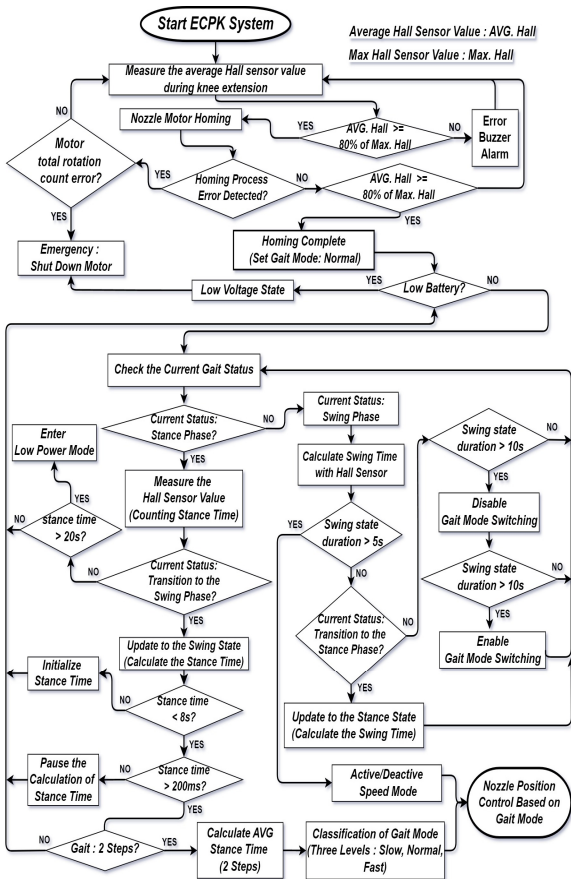 Start ECPK System
Average Hall Sensor Value : AVG. Hall
Max Hall Sensor Value : Max. Hall
Measure the average Hall sensor value
during knee extension
NO
Nozzle Motor Homing
YES
AVG. Hall >=
80% of Max. Hall
NO
Error
Buzzer
Alarm
Motor
total rotation
count error?
YES
Homing Process
Error Detected?
NO
AVG. Hall >=
80% of Max. Hall
YES
YES
Emergency :
Shut Down Motor
Homing Complete
(Set Gait Mode: Normal)
Low Voltage State
YES
Low Battery?
NO
Check the Current Gait Status
Current Status:
Stance Phase?
NO
Current Status:
Swing Phase
Enter
Low Power Mode
YES
Measure the
Hall Sensor Value
(Counting Stance Time)
Calculate Swing Time
with Hall Sensor
Swing state
duration > 10s
NO
YES
Disable
Gait Mode Switching
YES
NO
stance time
> 20s?
NO
Current Status:
Transition to the
Swing Phase?
YES
YES
Swing state
duration > 5s
NO
Swing state
duration > 10s
NO
YES
Current Status:
Transition to the
Stance Phase?
NO
YES
Enable
Gait Mode Switching
Update to the Swing State
(Calculate the Stance Time)
Initialize
Stance Time
NO
Stance time
< 8s?
YES
Update to the Stance State
(Calculate the Swing Time)
Pause the
Calculation of
Stance Time
NO
Stance time
> 200ms?
YES
Active/Deactive
Speed Mode
Nozzle Position
Control Based on
Gait Mode
NO
Gait : 2 Steps?
YES
Calculate AVG
Stance Time
(2 Steps)
Classification of Gait Mode
(Three Levels : Slow, Normal,
Fast)